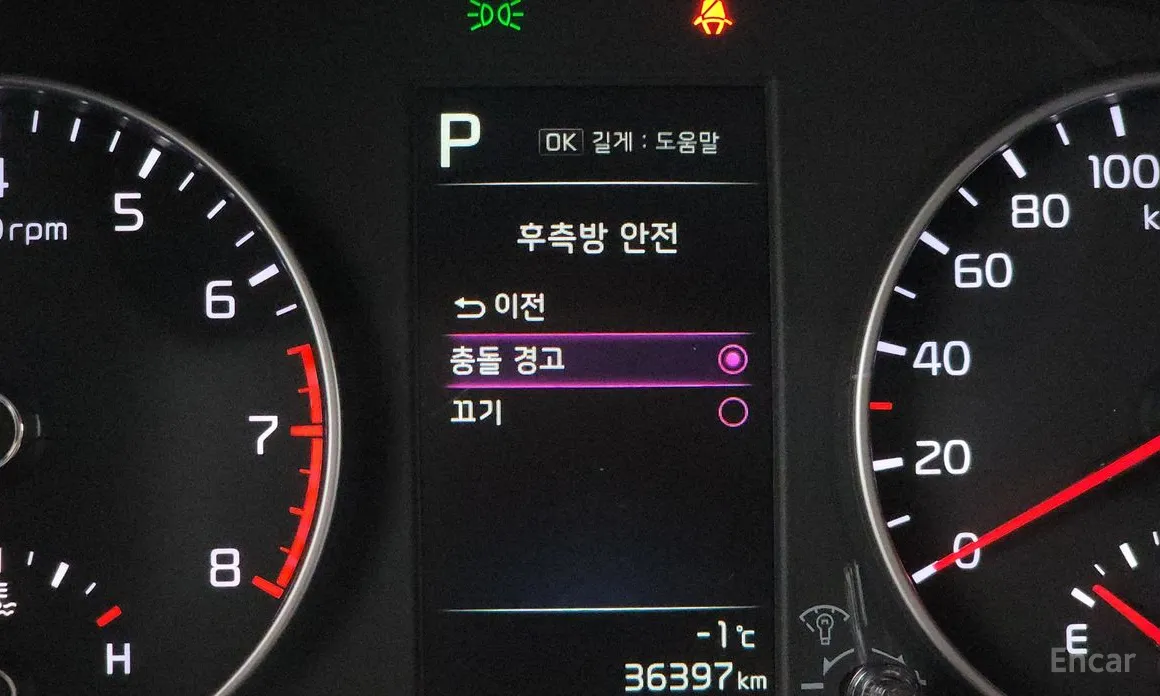 P
OK 길게 : 도움말
후측방 안전
이전
충돌 경고
끄기
-1℃
36397km
5
6
7
8
rpm
H
100
80
60
40
20
0
E
Encar